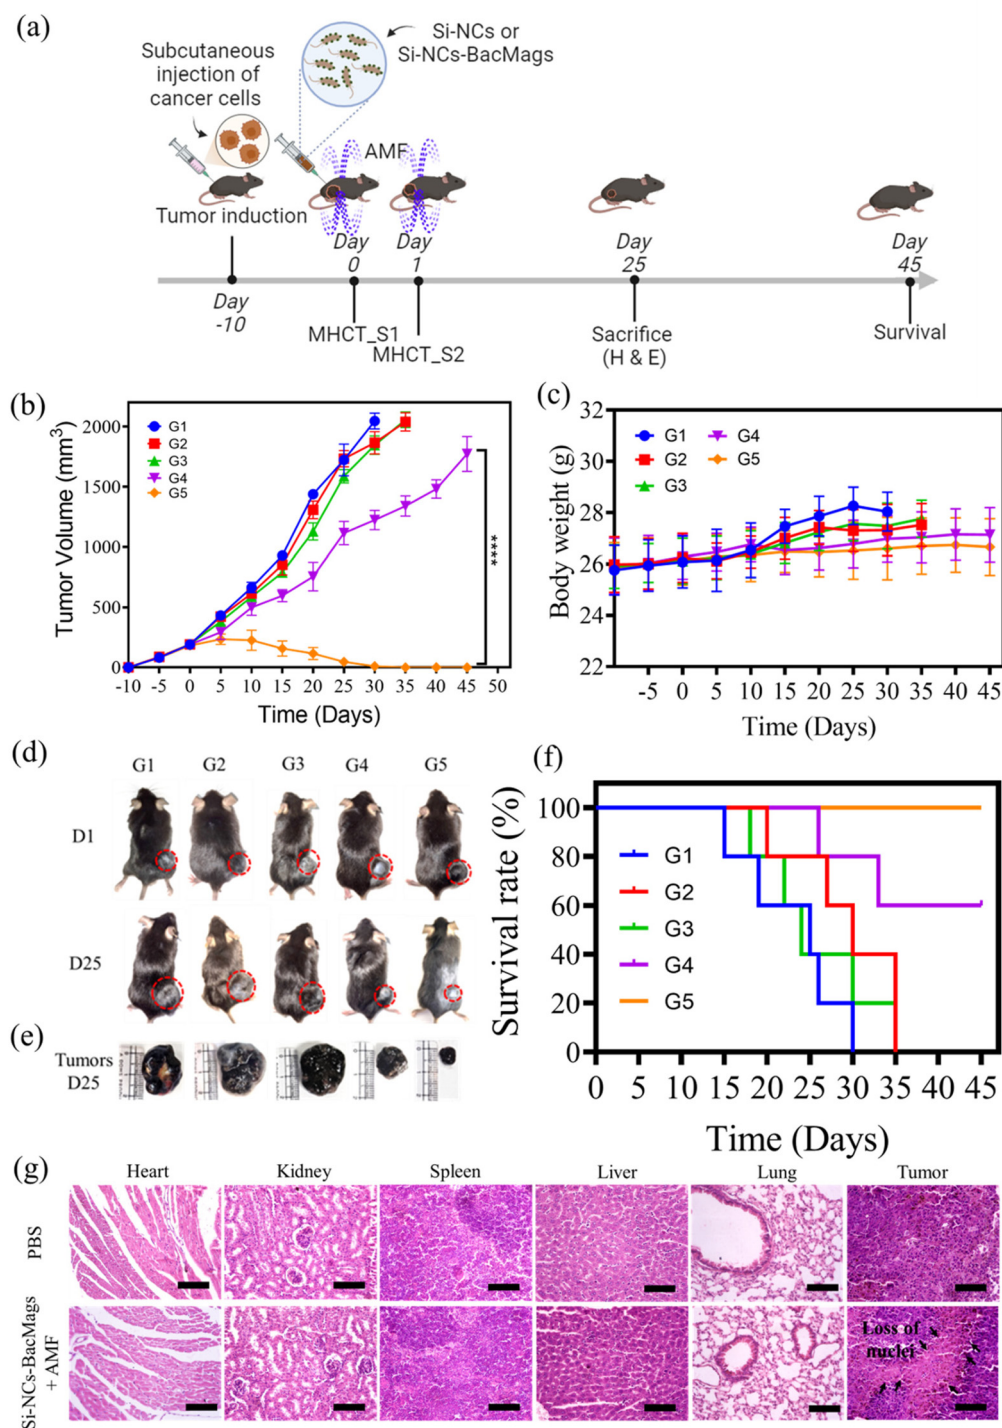 (a)
Subcutaneous
injection of
cancer cells
Si-NCs or
Si-NCs-BacMags
AMF
Tumor induction
Day
-10
Day
0
Day
1
Day
25
Day
45
MHCT_S1
MHCT_S2
Sacrifice
(H & E)
Survival
(b)
Tumor Volume (mm3)
2000
1500
1000
500
0
G1
G2
G3
G4
G5
****
-10 -5 0 5 10 15 20 25 30 35 40 45 50
Time (Days)
(c)
Body weight (g)
32
30
28
26
24
22
G1
G2
G3
G4
G5
-5 0 5 10 15 20 25 30 35 40 45
Time (Days)
(d)
G1 G2 G3 G4 G5
D1
D25
(e)
Tumors
D25
(f)
Survival rate (%)
100
80
60
40
20
0
G1
G2
G3
G4
G5
0 5 10 15 20 25 30 35 40 45
Time (Days)
(g)
Heart Kidney Spleen Liver Lung Tumor
PBS
Si-NCs-BacMags
+ AMF
Loss of
nuclei